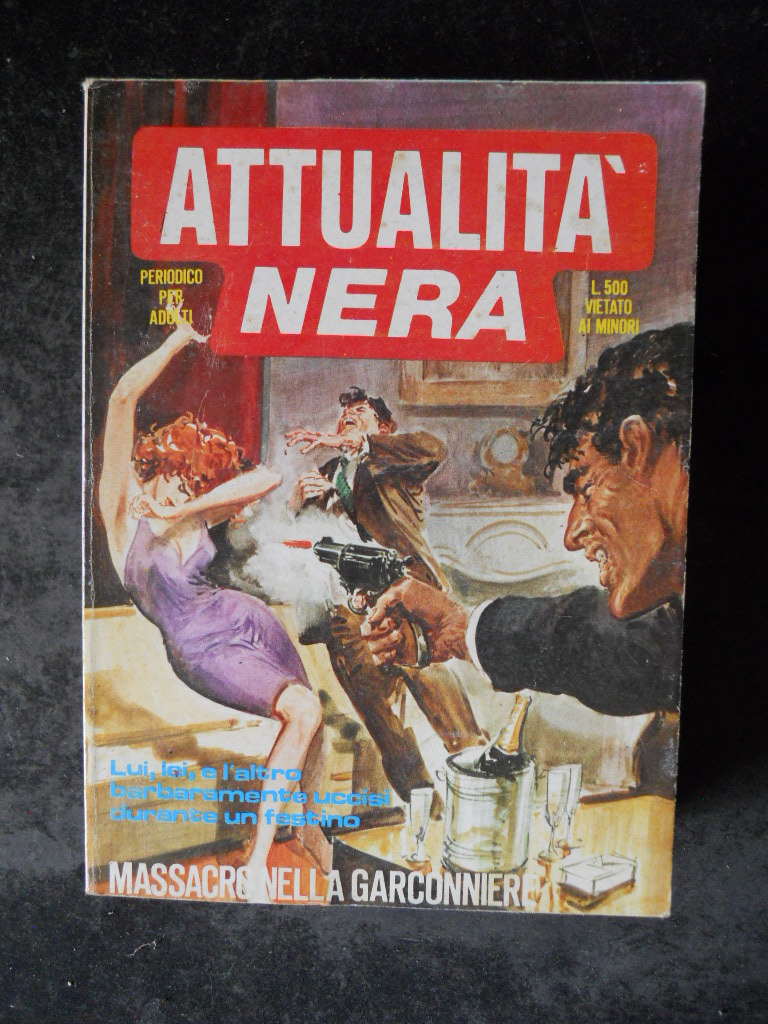 ATTUALITÀ
NERA
PERIODICO
PER
ADULTI
L. 500
VIETATO
AI MINORI
Lui, lei, e l'altro
barbaramente uccisi
durante un festino
MASSACRO NELLA GARCONNIERE